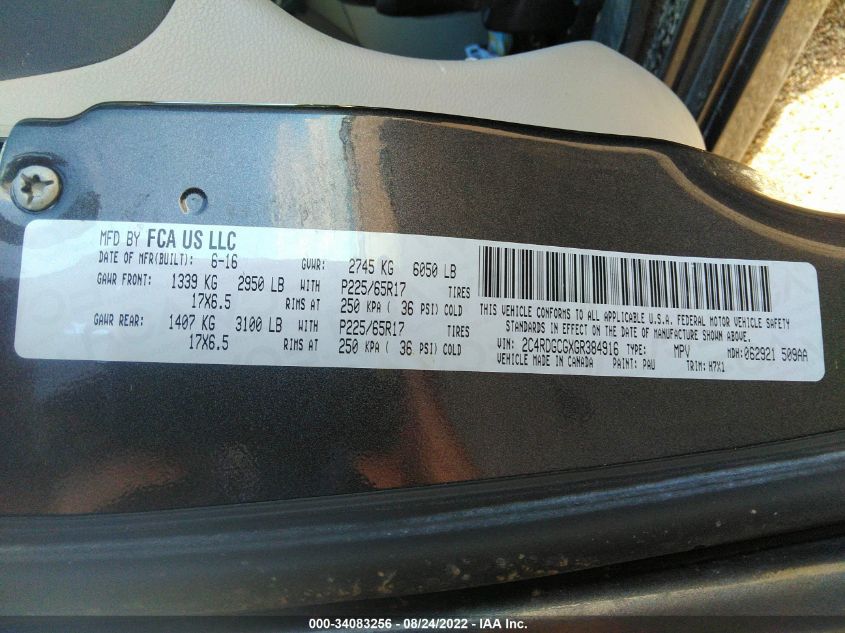 MFD BY FCA US LLC
DATE OF MFR(BUILT): 6-16 GVWR: 2745 KG 6050 LB
GAWR FRONT: 1339 KG 2950 LB WITH P225/65R17 TIRES
17X6.5 RIMS AT 250 KPA ( 36 PSI) COLD
GAWR REAR: 1407 KG 3100 LB WITH P225/65R17 TIRES
17X6.5 RIMS AT 250 KPA ( 36 PSI) COLD
THIS VEHICLE CONFORMS TO ALL APPLICABLE U.S.A. FEDERAL MOTOR VEHICLE SAFETY
STANDARDS IN EFFECT ON THE DATE OF MANUFACTURE SHOWN ABOVE.
VIN: 2C4RDGCGXGR384916 TYPE: MPV MDH: 062921 509AA
VEHICLE MADE IN CANADA PAINT: PAU TRIM: H7X1
000-34083256 - 08/24/2022 - IAA Inc.